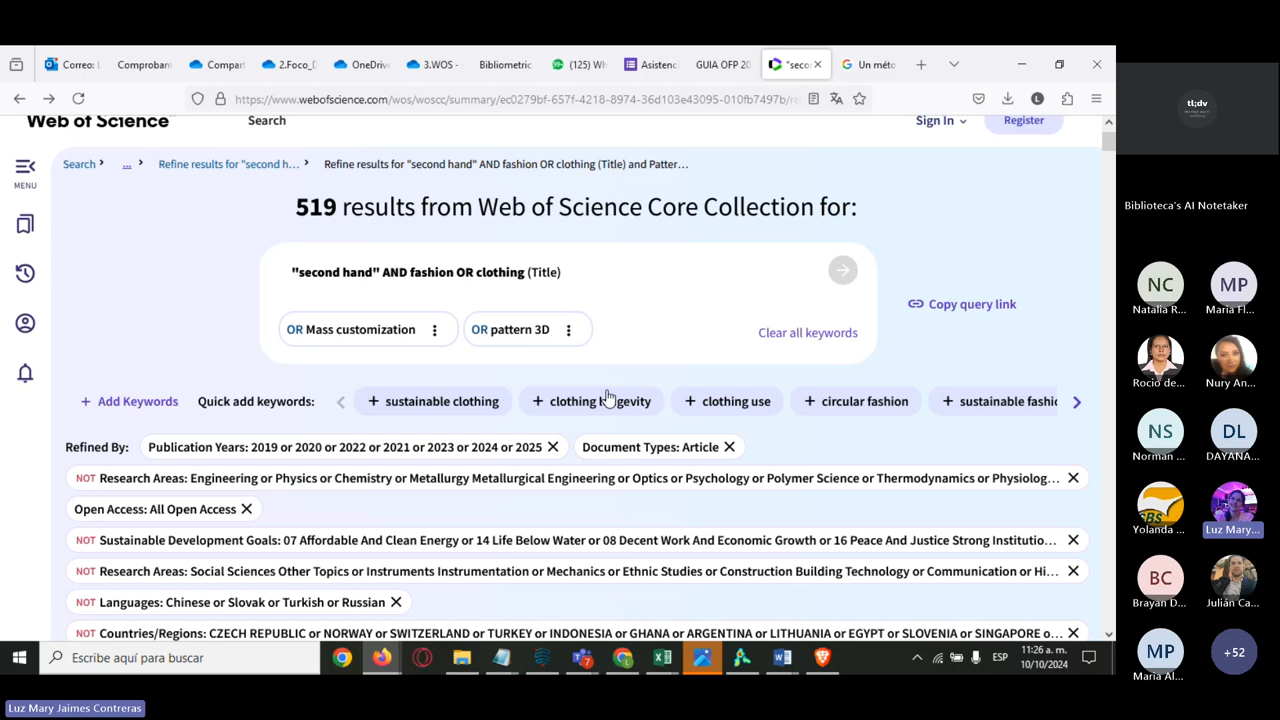 Correo: L
Comprobant
Compart
2.Foco_D
OneDrive
3.WOS -
Bibliometric
(125) Wh
Asistenc
GUIA OFP 20
"seco
Un méto
https://www.webofscience.com/wos/woscc/summary/ec0279bf-657f-4218-8974-36d103e43095-010fb7497b/re
Web of Science™
Search
Sign In
Register
MENU
Search > ... > Refine results for "second h... > Refine results for "second hand" AND fashion OR clothing (Title) and Patter...
519 results from Web of Science Core Collection for:
"second hand" AND fashion OR clothing (Title)
OR Mass customization
OR pattern 3D
Clear all keywords
Copy query link
+ Add Keywords
Quick add keywords:
+ sustainable clothing
+ clothing longevity
+ clothing use
+ circular fashion
+ sustainable fashio
Refined By:
Publication Years: 2019 or 2020 or 2022 or 2021 or 2023 or 2024 or 2025
Document Types: Article
NOT Research Areas: Engineering or Physics or Chemistry or Metallurgy Metallurgical Engineering or Optics or Psychology or Polymer Science or Thermodynamics or Physiolog...
Open Access: All Open Access
NOT Sustainable Development Goals: 07 Affordable And Clean Energy or 14 Life Below Water or 08 Decent Work And Economic Growth or 16 Peace And Justice Strong Institutio...
NOT Research Areas: Social Sciences Other Topics or Instruments Instrumentation or Mechanics or Ethnic Studies or Construction Building Technology or Communication or Hi...
NOT Languages: Chinese or Slovak or Turkish or Russian
NOT Countries/Regions: CZECH REPUBLIC or NORWAY or SWITZERLAND or TURKEY or INDONESIA or GHANA or ARGENTINA or LITHUANIA or EGYPT or SLOVENIA or SINGAPORE o...
Escribe aquí para buscar
ESP
11:26 a. m.
10/10/2024
tl;dv
Biblioteca's AI Notetaker
NC
Natalia R...
MP
Maria Fl...
Rocio de...
Nury An...
NS
Norman ...
DL
DAYANA...
SBS
Yolanda ...
Luz Mary...
BC
Brayan D...
Julián Ca...
MP
Maria Al...
+52
Luz Mary Jaimes Contreras